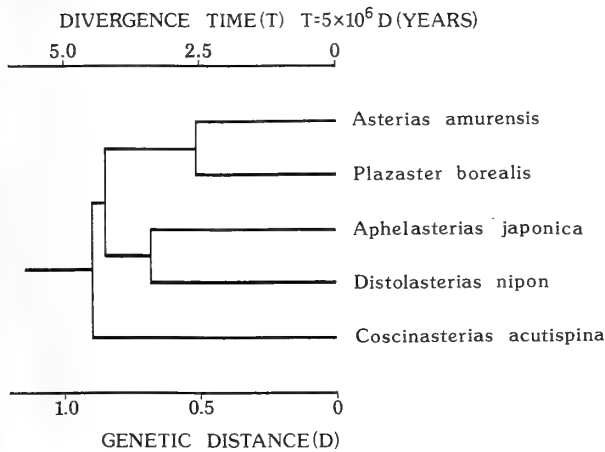 DIVERGENCE TIME(T) T=5×10⁶ D(YEARS)
5.0 2.5 0
Asterias amurensis
Plazaster borealis
Aphelasterias japonica
Distolasterias nipon
Coscinasterias acutispina
1.0 0.5 0
GENETIC DISTANCE(D)